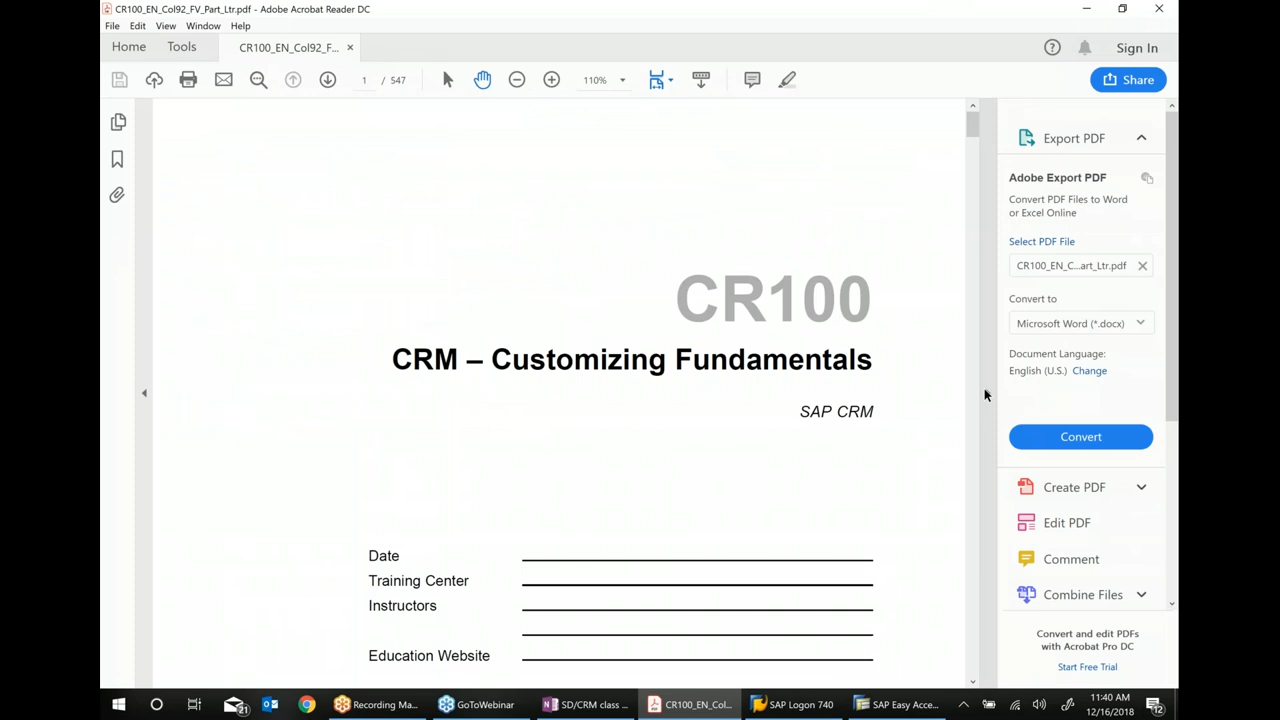 CR100_EN_Col92_FV_Part_Ltr.pdf - Adobe Acrobat Reader DC
File Edit View Window Help
Home Tools CR100_EN_Col92_F... Sign In
1 / 547 110% Share
Export PDF
Adobe Export PDF
Convert PDF Files to Word
or Excel Online
Select PDF File
CR100_EN_C...art_Ltr.pdf
Convert to
Microsoft Word (*.docx)
Document Language:
English (U.S.) Change
Convert
Create PDF
Edit PDF
Comment
Combine Files
Convert and edit PDFs
with Acrobat Pro DC
Start Free Trial
CR100
CRM – Customizing Fundamentals
SAP CRM
Date
Training Center
Instructors
Education Website
21 Recording Ma... GoToWebinar SD/CRM class ... CR100_EN_Col... SAP Logon 740 SAP Easy Acce... 11:40 AM
12/16/2018 12